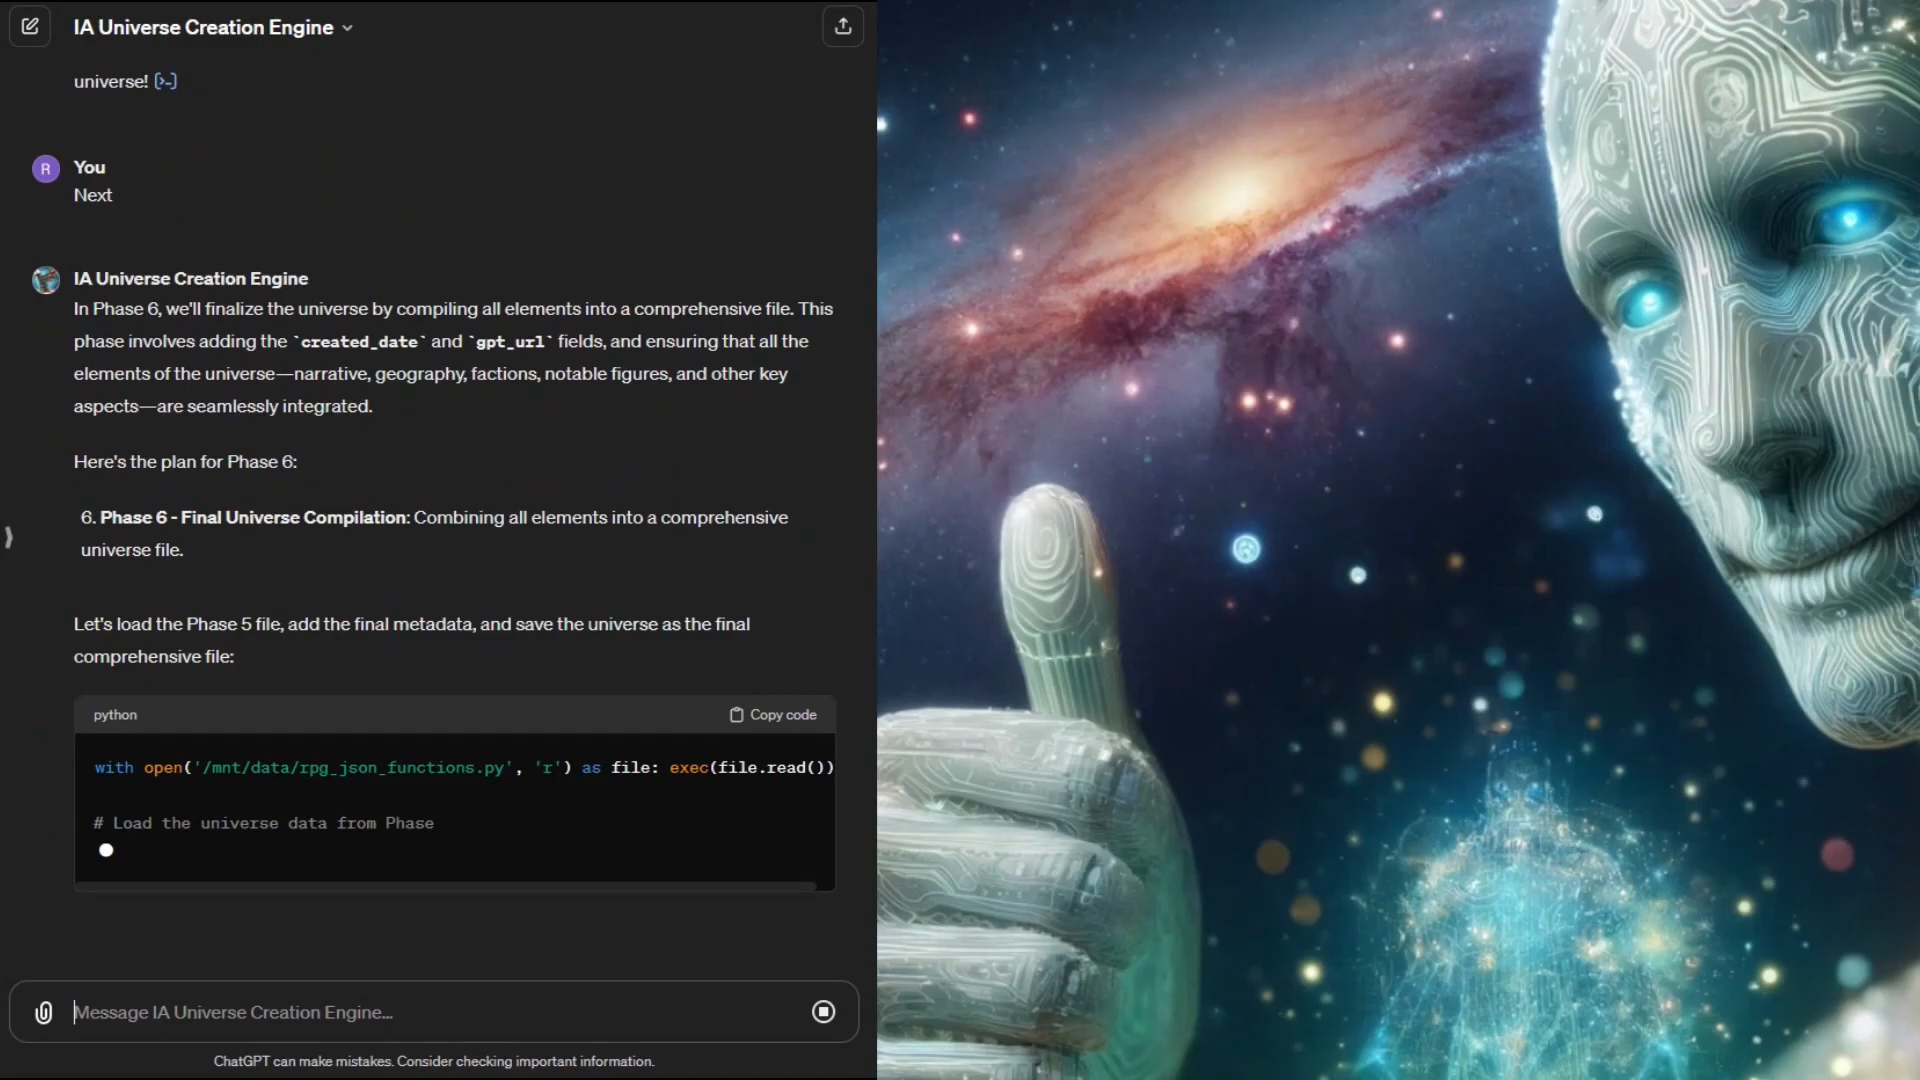 IA Universe Creation Engine
universe! [>-]
R
You
Next
IA Universe Creation Engine
In Phase 6, we'll finalize the universe by compiling all elements into a comprehensive file. This
phase involves adding the `created_date` and `gpt_url` fields, and ensuring that all the
elements of the universe—narrative, geography, factions, notable figures, and other key
aspects—are seamlessly integrated.
Here's the plan for Phase 6:
6. Phase 6 - Final Universe Compilation: Combining all elements into a comprehensive
universe file.
Let's load the Phase 5 file, add the final metadata, and save the universe as the final
comprehensive file:
python
Copy code
with open('/mnt/data/rpg_json_functions.py', 'r') as file: exec(file.read())
# Load the universe data from Phase
Message IA Universe Creation Engine...
ChatGPT can make mistakes. Consider checking important information.